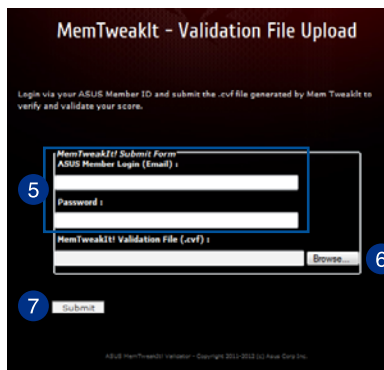 MemTweakIt - Validation File Upload
Login via your ASUS Member ID and submit the .cvf file generated by Mem TweakIt to
verify and validate your score.
MemTweakIt! Submit Form
ASUS Member Login (Email) :
5
Password :
MemTweakIt! Validation File (.cvf) :
Browse...
6
7
Submit
ASUS MemTweakIt! Validator - Copyright 2011-2012 (c) Asus Corp Inc.